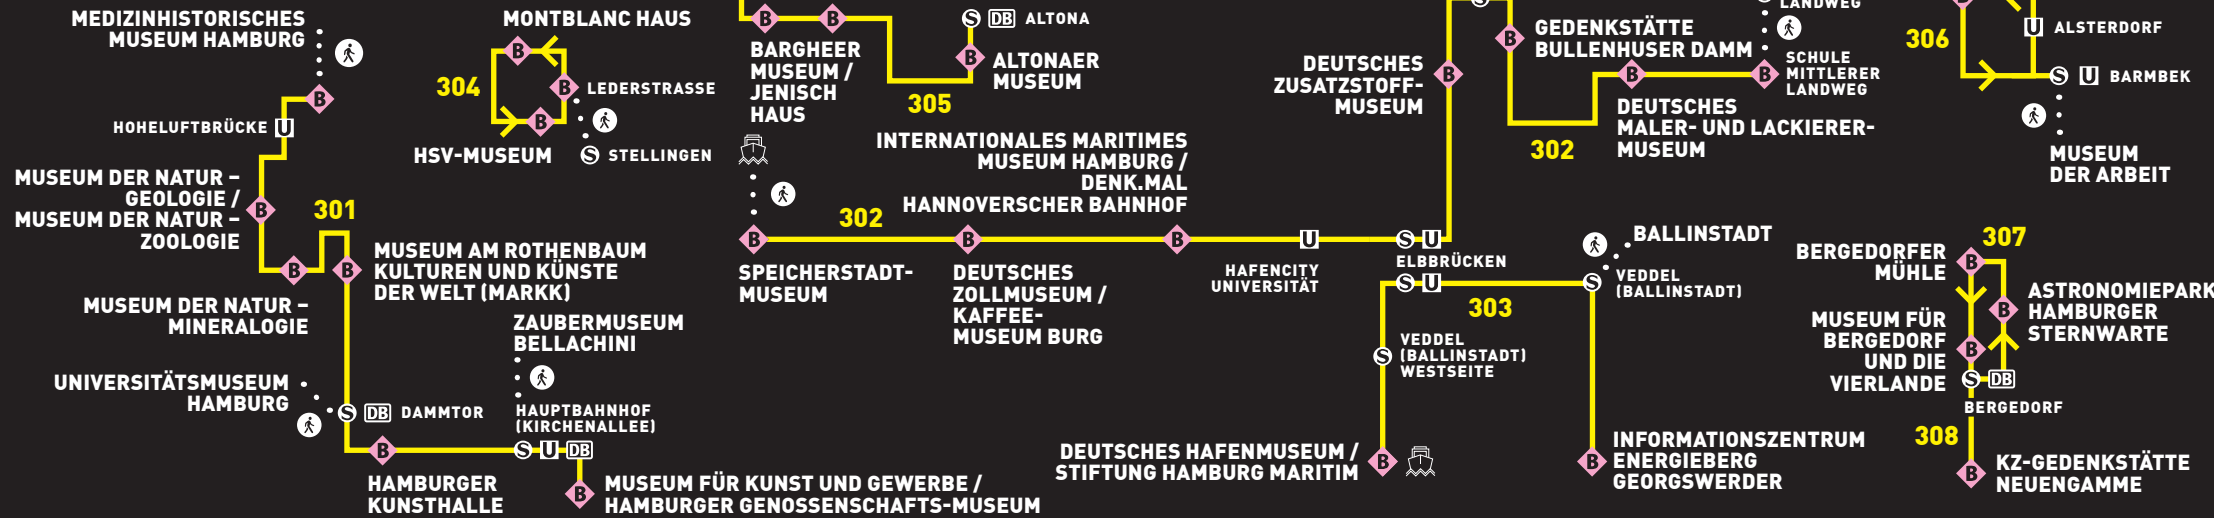 MEDIZINHISTORISCHES
MUSEUM HAMBURG
B
HOHELUFTBRÜCKE U
MUSEUM DER NATUR –
GEOLOGIE /
MUSEUM DER NATUR –
ZOOLOGIE
B
301
B
B
MUSEUM AM ROTHENBAUM
KULTUREN UND KÜNSTE
DER WELT (MARKK)
MUSEUM DER NATUR –
MINERALOGIE
UNIVERSITÄTSMUSEUM
HAMBURG
S DB DAMMTOR
B
HAMBURGER
KUNSTHALLE
ZAUBERMUSEUM
BELLACHINI
HAUPTBAHNHOF
(KIRCHENALLEE)
S U DB
B
MUSEUM FÜR KUNST UND GEWERBE /
HAMBURGER GENOSSENSCHAFTS-MUSEUM
MONTBLANC HAUS
B
304
B LEDERSTRASSE
B
HSV-MUSEUM
S STELLINGEN
B B
BARGHEER
MUSEUM /
JENISCH
HAUS
S DB ALTONA
B
ALTONAER
MUSEUM
305
INTERNATIONALES MARITIMES
MUSEUM HAMBURG /
DENK.MAL
HANNOVERSCHER BAHNHOF
302
B B B U S U
SPEICHERSTADT-
MUSEUM
DEUTSCHES
ZOLLMUSEUM /
KAFFEE-
MUSEUM BURG
HAFENCITY
UNIVERSITÄT
ELBBRÜCKEN
S U
DEUTSCHES
ZUSATZSTOFF-
MUSEUM
B
B
GEDENKSTÄTTE
BULLENHUSER DAMM
302
B
DEUTSCHES
MALER- UND LACKIERER-
MUSEUM
LANDWEG
B
SCHULE
MITTLERER
LANDWEG
303
S
VEDDEL
(BALLINSTADT)
WESTSEITE
BALLINSTADT
S
VEDDEL
(BALLINSTADT)
DEUTSCHES HAFENMUSEUM /
STIFTUNG HAMBURG MARITIM
B
B
INFORMATIONSZENTRUM
ENERGIEBERG
GEORGSWERDER
306
U ALSTERDORF
S U BARMBEK
MUSEUM
DER ARBEIT
307
BERGEDORFER
MÜHLE
B
B
ASTRONOMIEPARK
HAMBURGER
STERNWARTE
MUSEUM FÜR
BERGEDORF
UND DIE
VIERLANDE
B
S DB
BERGEDORF
308
B
KZ-GEDENKSTÄTTE
NEUENGAMME